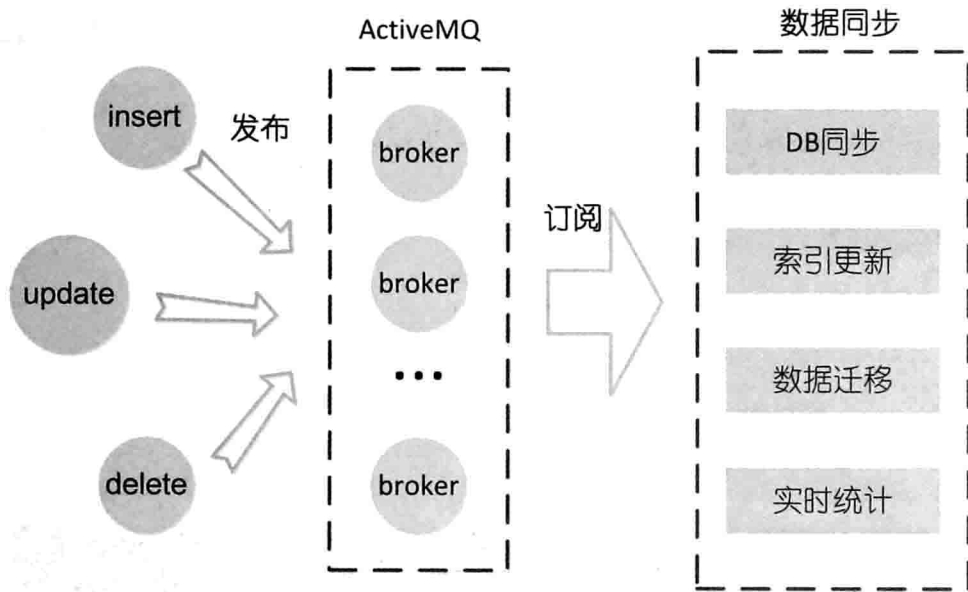 ActiveMQ
数据同步
insert
发布
broker
DB同步
订阅
索引更新
update
broker
...
数据迁移
delete
broker
实时统计